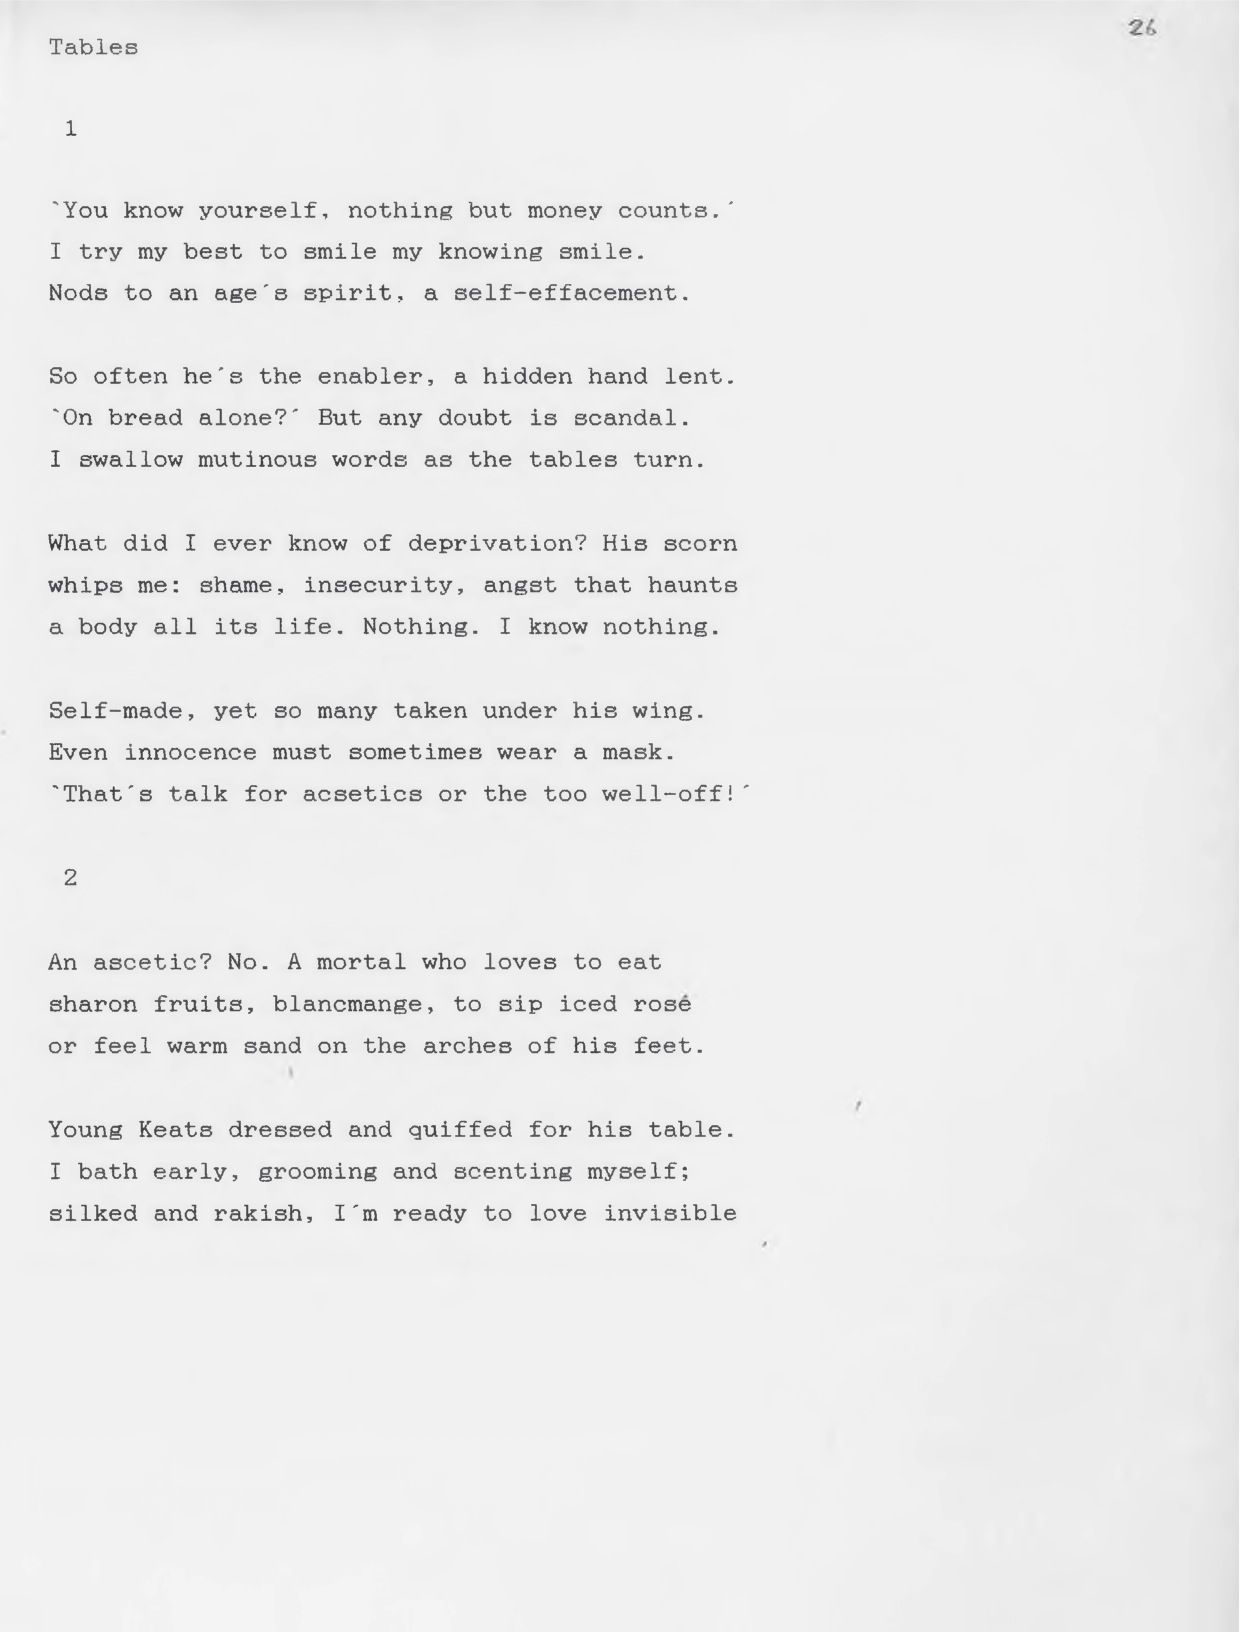 26
Tables
1
`You know yourself, nothing but money counts.´
I try my best to smile my knowing smile.
Nods to an age´s spirit, a self-effacement.
So often he´s the enabler, a hidden hand lent.
`On bread alone?´ But any doubt is scandal.
I swallow mutinous words as the tables turn.
What did I ever know of deprivation? His scorn
whips me: shame, insecurity, angst that haunts
a body all its life. Nothing. I know nothing.
Self-made, yet so many taken under his wing.
Even innocence must sometimes wear a mask.
`That´s talk for acsetics or the too well-off!´
2
An ascetic? No. A mortal who loves to eat
sharon fruits, blancmange, to sip iced rosé
or feel warm sand on the arches of his feet.
Young Keats dressed and quiffed for his table.
I bath early, grooming and scenting myself;
silked and rakish, I´m ready to love invisible